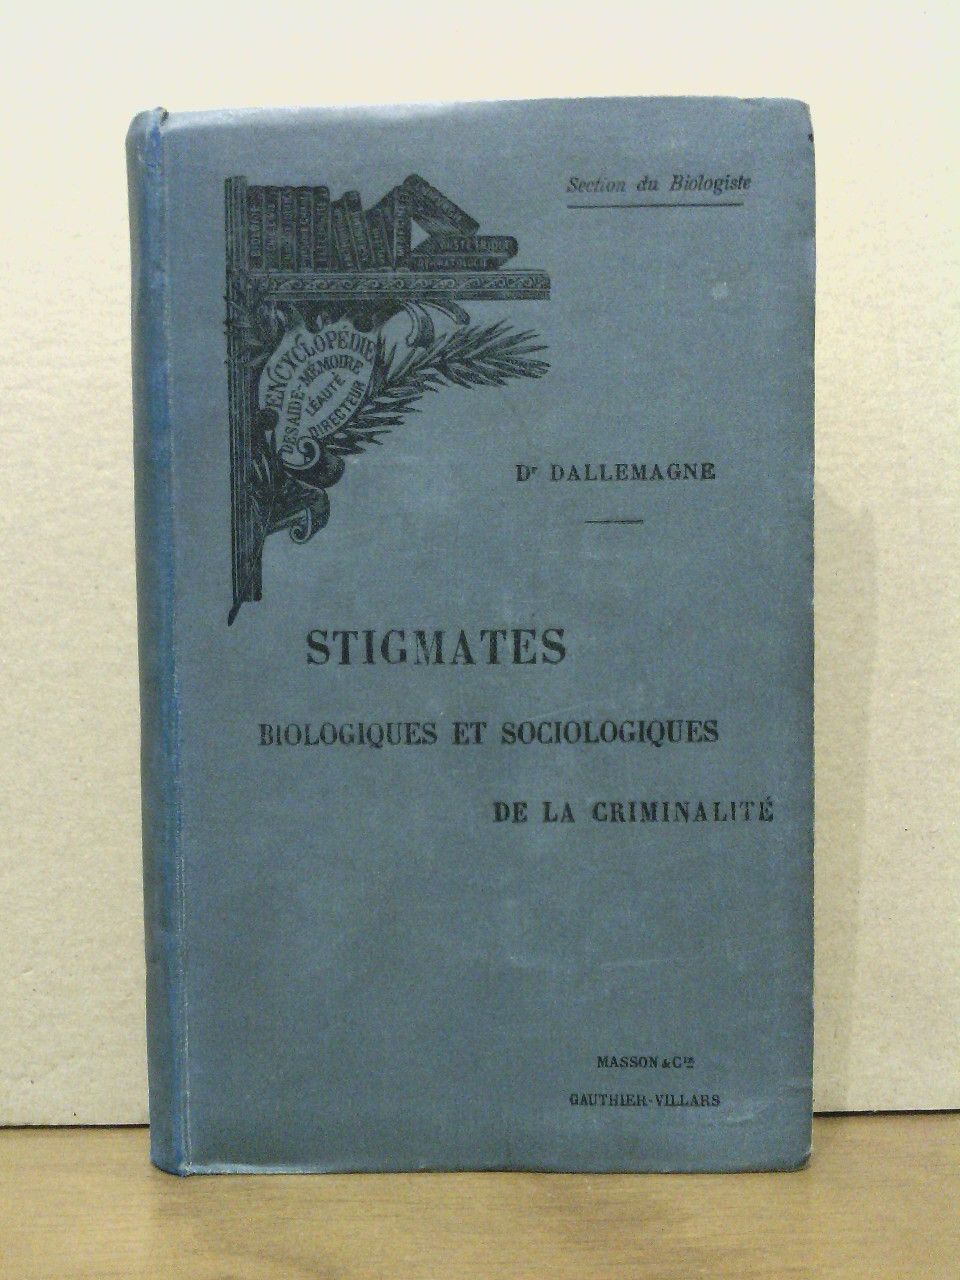 Section du Biologiste
ENCYCLOPÉDIE
DES AIDE-MÉMOIRE
LÉAUTÉ
DIRECTEUR
Dr DALLEMAGNE
STIGMATES
BIOLOGIQUES ET SOCIOLOGIQUES
DE LA CRIMINALITÉ
MASSON & Cie
GAUTHIER-VILLARS